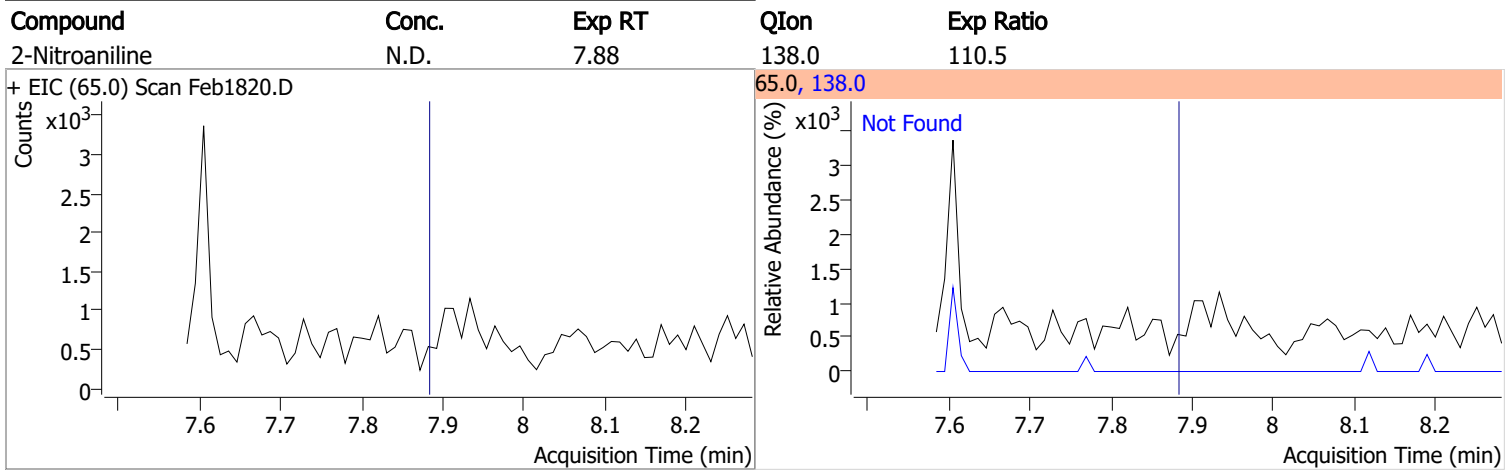 Compound Conc. Exp RT QIon Exp Ratio
2-Nitroaniline N.D. 7.88 138.0 110.5
+ EIC (65.0) Scan Feb1820.D
Counts
x10³
3
2.5
2
1.5
1
0.5
0
7.6 7.7 7.8 7.9 8 8.1 8.2
Acquisition Time (min)
65.0, 138.0
Relative Abundance (%)
x10³
Not Found
3
2.5
2
1.5
1
0.5
0
7.6 7.7 7.8 7.9 8 8.1 8.2
Acquisition Time (min)